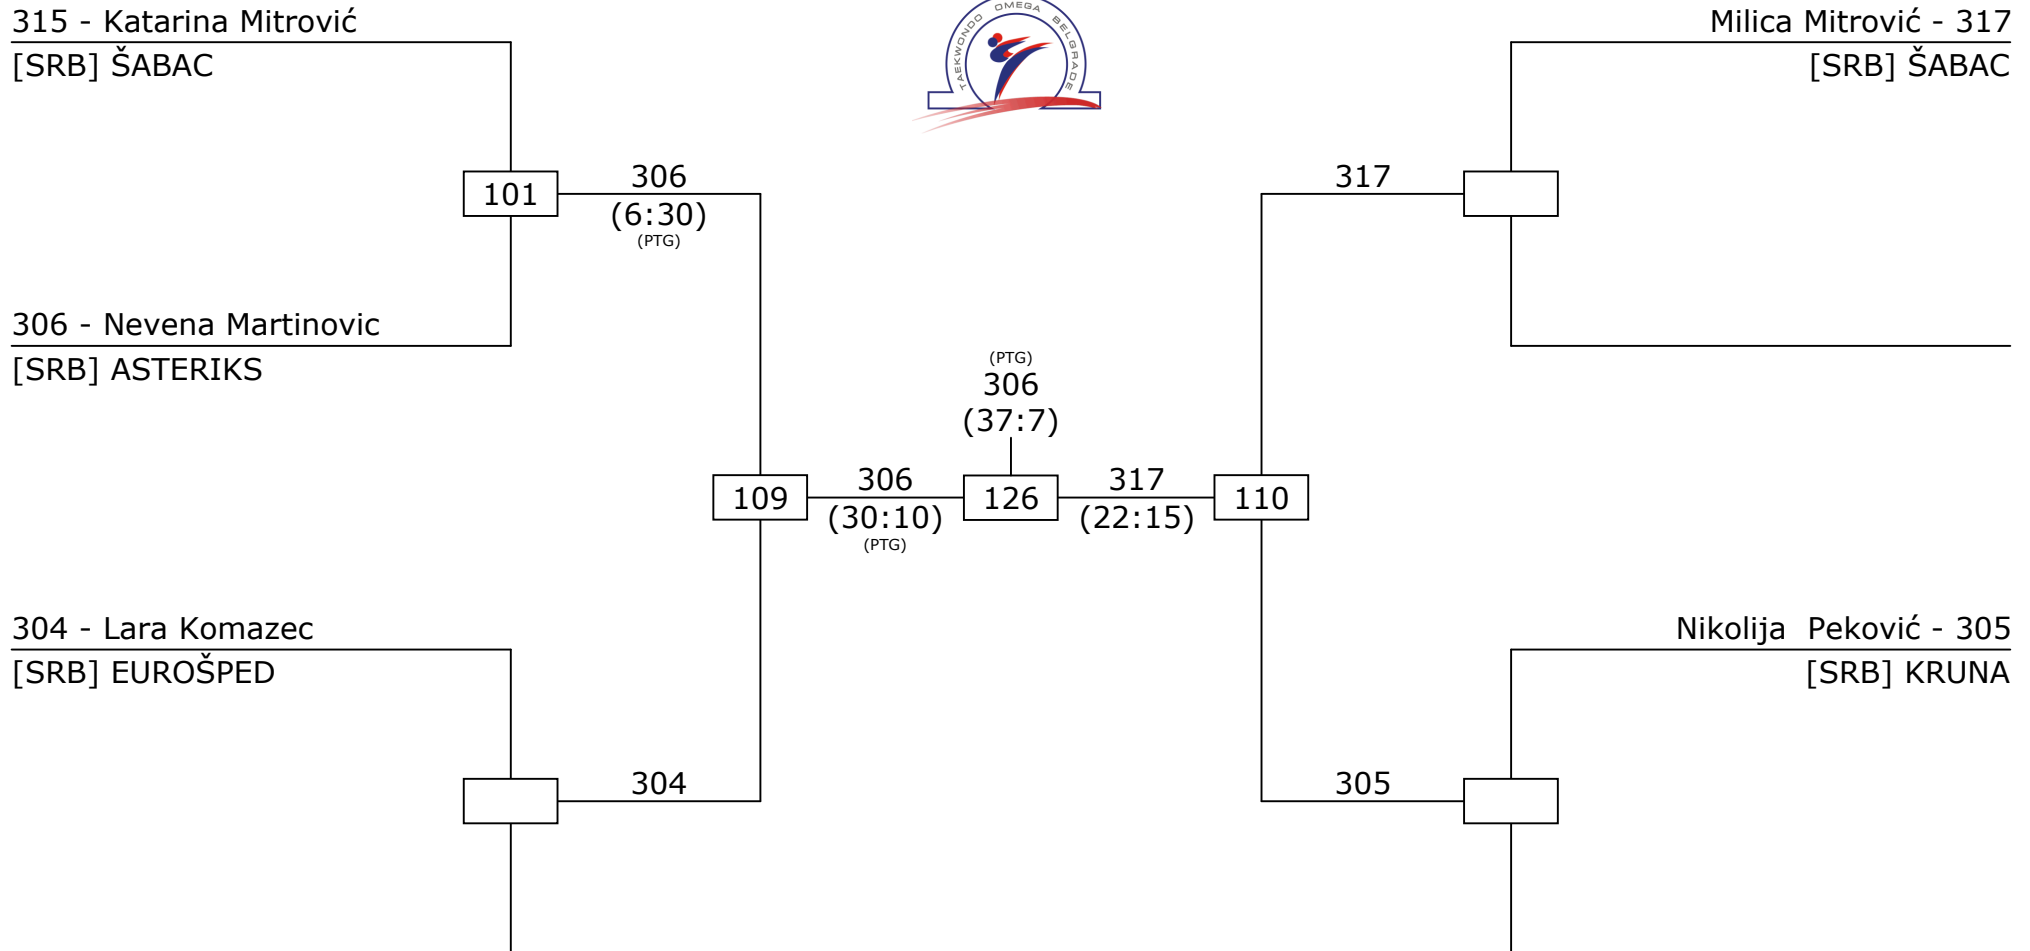 TAEKWONDO OMEGA BELGRADE
315 - Katarina Mitrović
[SRB] ŠABAC
Milica Mitrović - 317
[SRB] ŠABAC
101
306
(6:30)
(PTG)
317
306 - Nevena Martinovic
[SRB] ASTERIKS
(PTG)
306
(37:7)
109
306
(30:10)
(PTG)
126
317
(22:15)
110
304 - Lara Komazec
[SRB] EUROŠPED
Nikolija  Peković - 305
[SRB] KRUNA
304
305